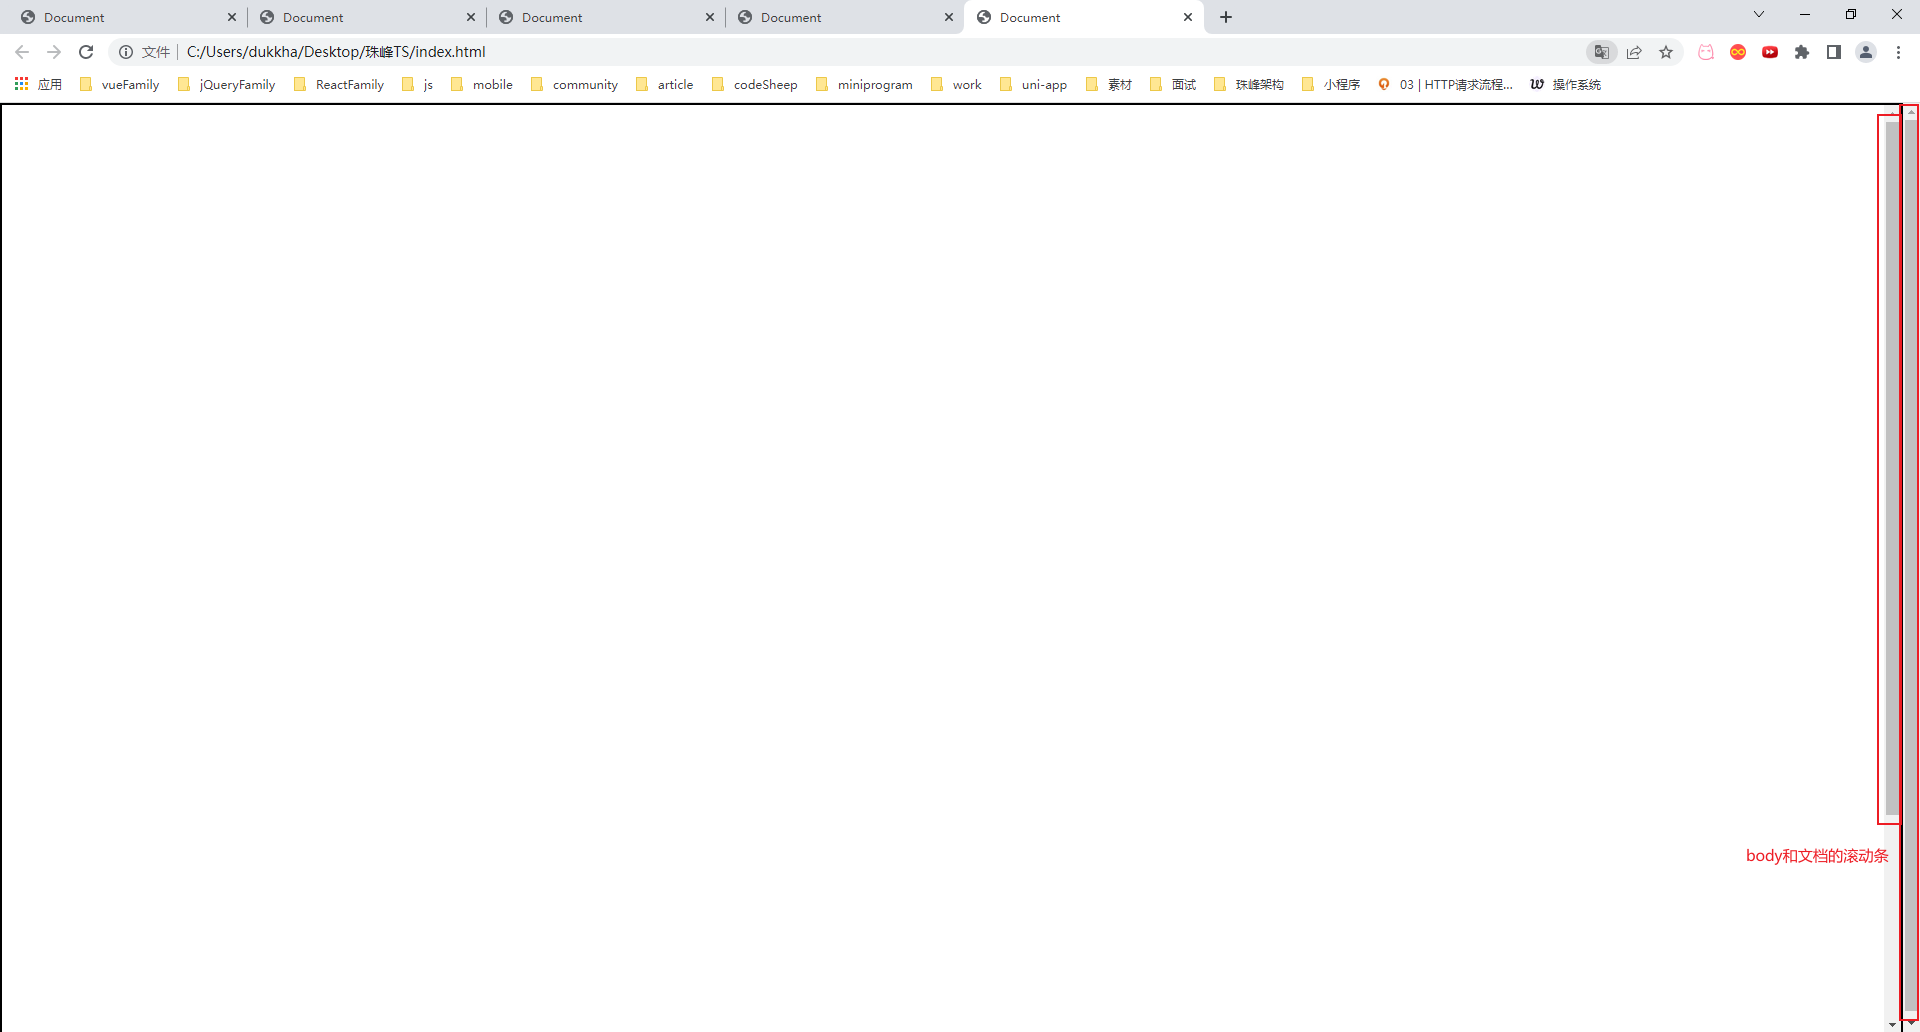 Document
Document
Document
Document
Document
文件 C:/Users/dukkha/Desktop/珠峰TS/index.html
应用 vueFamily jQueryFamily ReactFamily js mobile community article codeSheep miniprogram work uni-app 素材 面试 珠峰架构 小程序 03 | HTTP请求流程... 操作系统
body和文档的滚动条